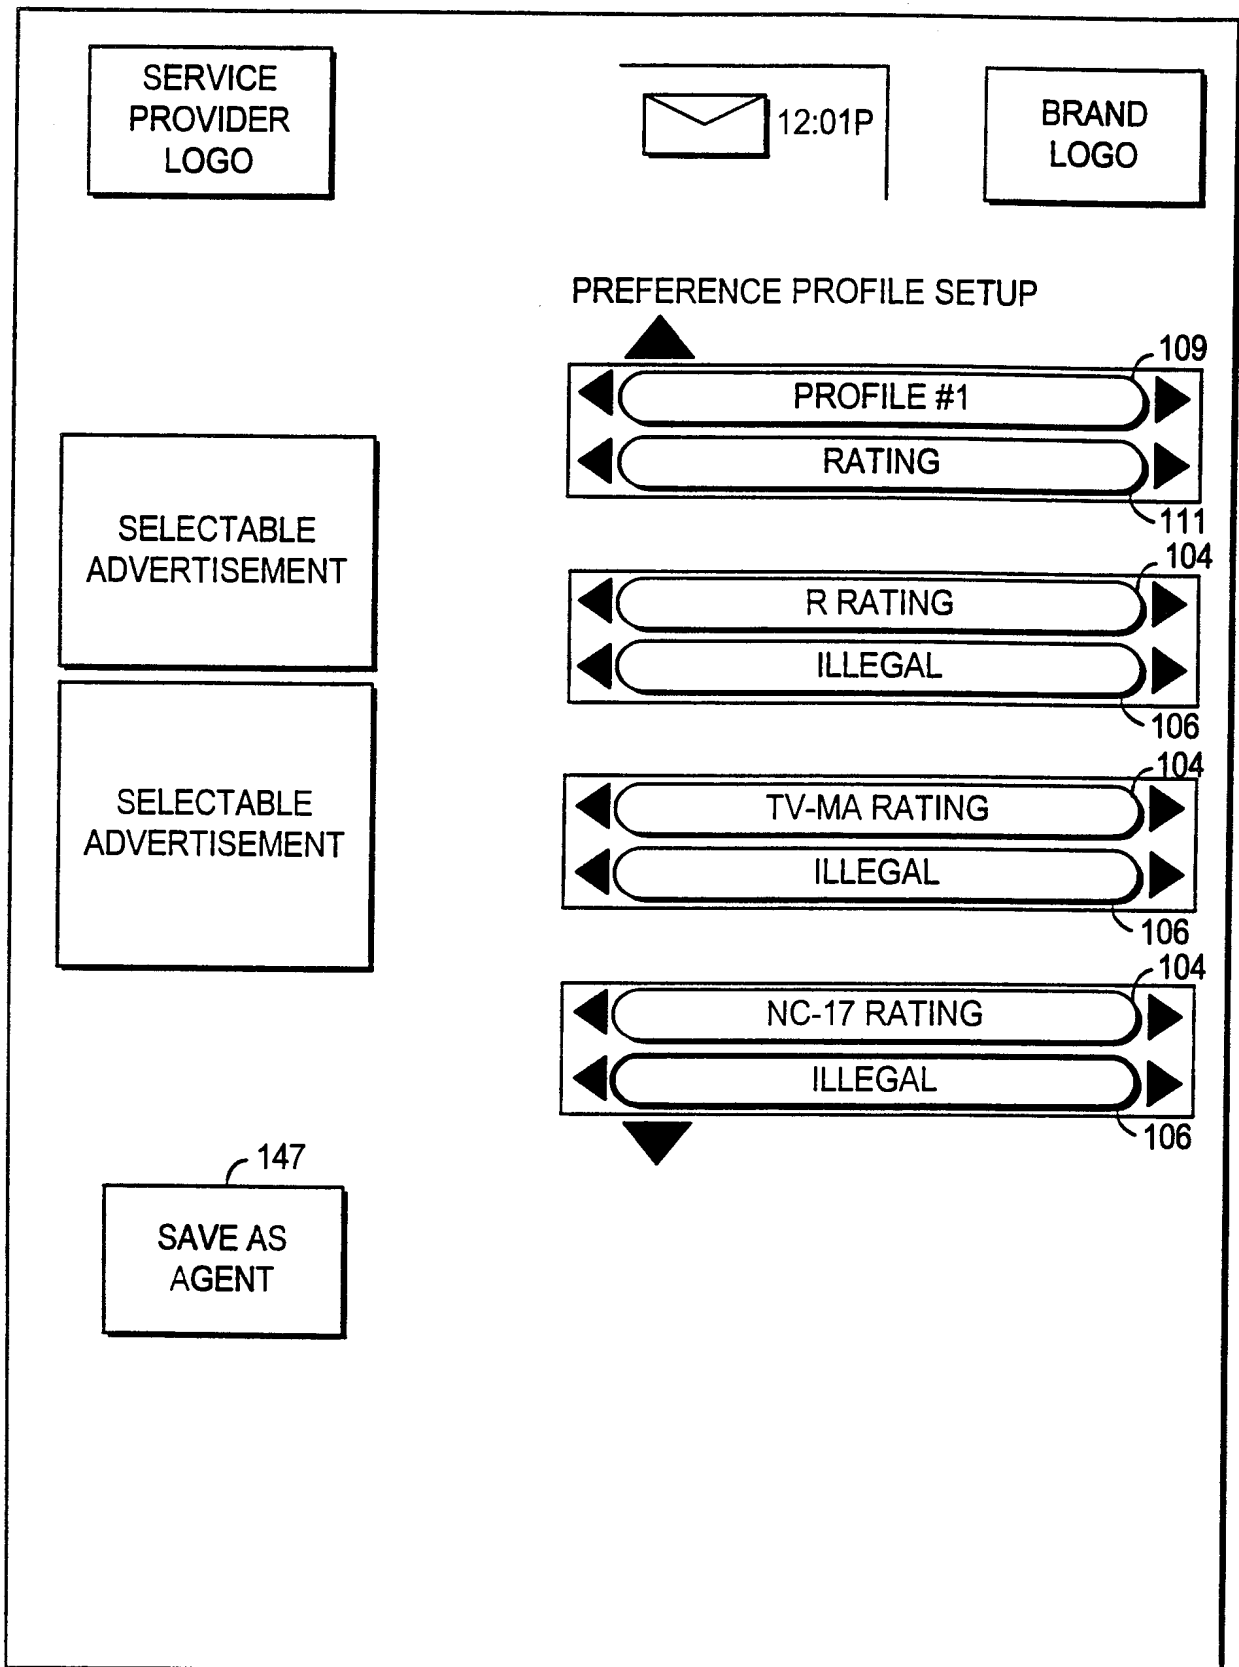 SERVICE
PROVIDER
LOGO
12:01P
BRAND
LOGO
PREFERENCE PROFILE SETUP
109
PROFILE #1
RATING
111
SELECTABLE
ADVERTISEMENT
104
R RATING
ILLEGAL
106
SELECTABLE
ADVERTISEMENT
104
TV-MA RATING
ILLEGAL
106
104
NC-17 RATING
ILLEGAL
106
147
SAVE AS
AGENT